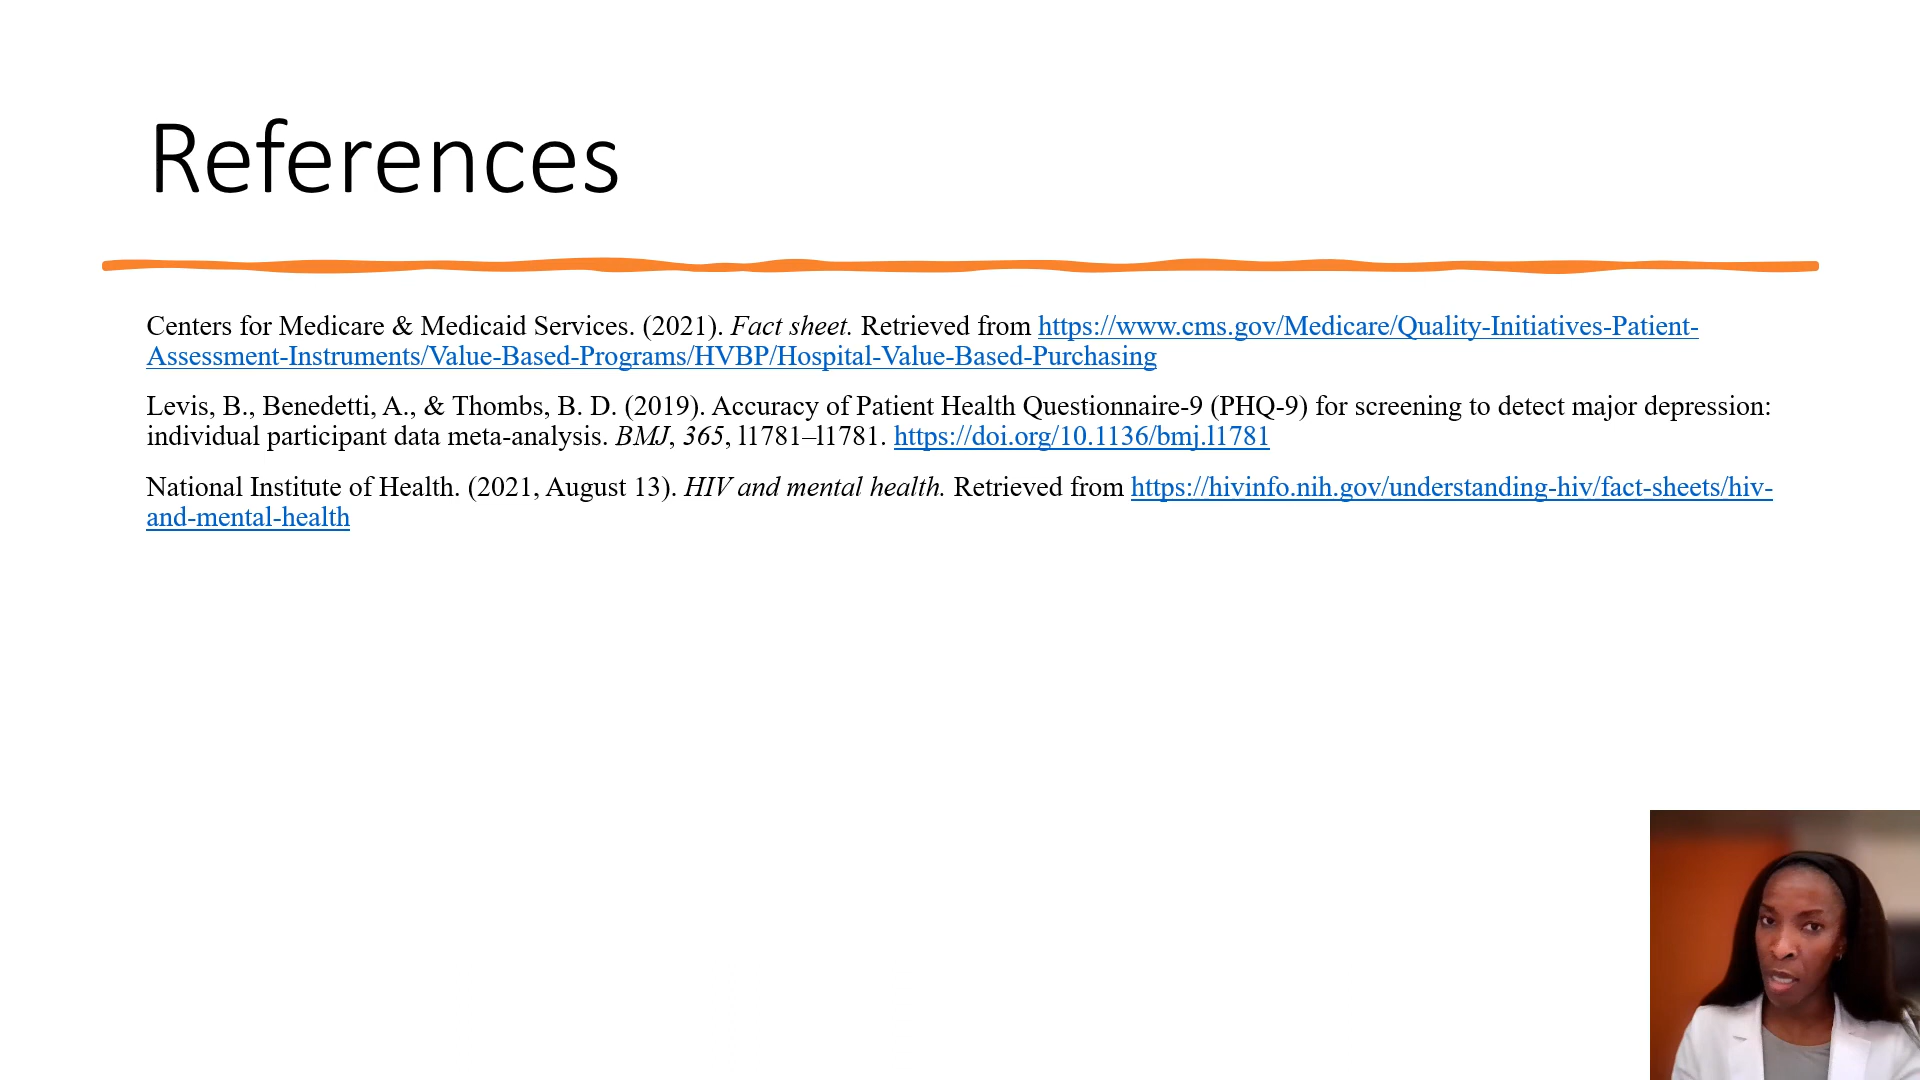 References
Centers for Medicare & Medicaid Services. (2021). Fact sheet. Retrieved from https://www.cms.gov/Medicare/Quality-Initiatives-Patient-
Assessment-Instruments/Value-Based-Programs/HVBP/Hospital-Value-Based-Purchasing
Levis, B., Benedetti, A., & Thombs, B. D. (2019). Accuracy of Patient Health Questionnaire-9 (PHQ-9) for screening to detect major depression:
individual participant data meta-analysis. BMJ, 365, l1781–l1781. https://doi.org/10.1136/bmj.l1781
National Institute of Health. (2021, August 13). HIV and mental health. Retrieved from https://hivinfo.nih.gov/understanding-hiv/fact-sheets/hiv-
and-mental-health